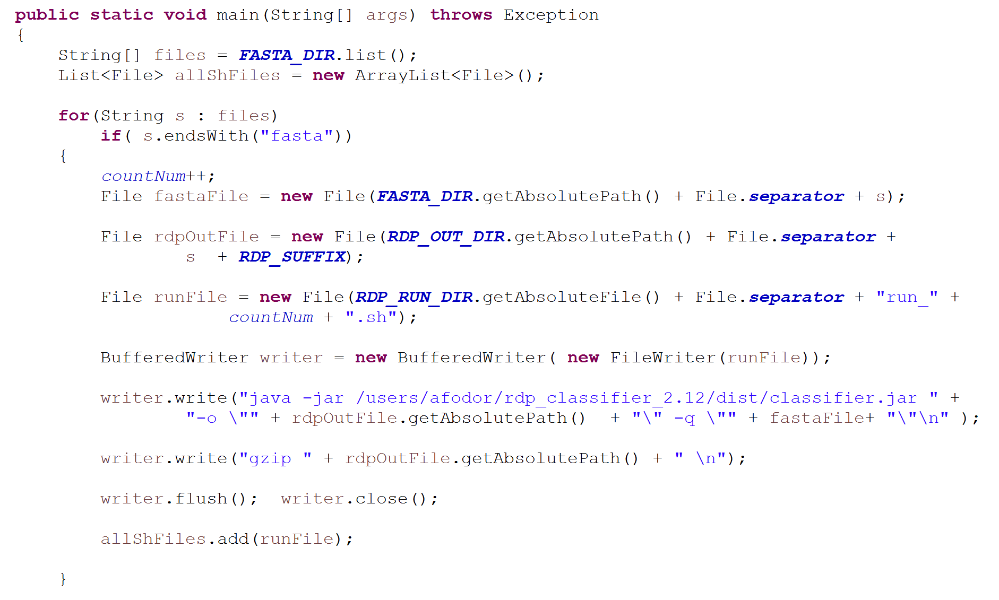 public static void main(String[] args) throws Exception
{
    String[] files = FASTA_DIR.list();
    List<File> allShFiles = new ArrayList<File>();

    for(String s : files)
        if( s.endsWith("fasta"))
    {
        countNum++;
        File fastaFile = new File(FASTA_DIR.getAbsolutePath() + File.separator + s);

        File rdpOutFile = new File(RDP_OUT_DIR.getAbsolutePath() + File.separator +
                s  + RDP_SUFFIX);

        File runFile = new File(RDP_RUN_DIR.getAbsoluteFile() + File.separator + "run_" +
                    countNum + ".sh");

        BufferedWriter writer = new BufferedWriter( new FileWriter(runFile));

        writer.write("java -jar /users/afodor/rdp_classifier_2.12/dist/classifier.jar " +
                "-o \"" + rdpOutFile.getAbsolutePath()  + "\" -q \"" + fastaFile+ "\"\n" );

        writer.write("gzip " + rdpOutFile.getAbsolutePath() + " \n");

        writer.flush();  writer.close();

        allShFiles.add(runFile);

    }